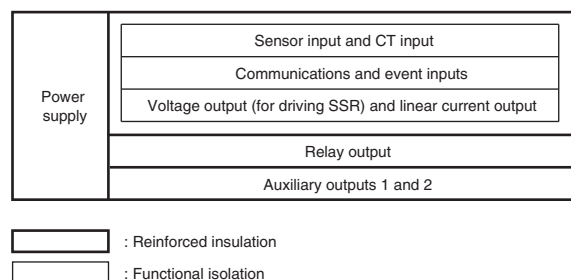 Power
supply
Sensor input and CT input
Communications and event inputs
Voltage output (for driving SSR) and linear current output
Relay output
Auxiliary outputs 1 and 2
: Reinforced insulation
: Functional isolation